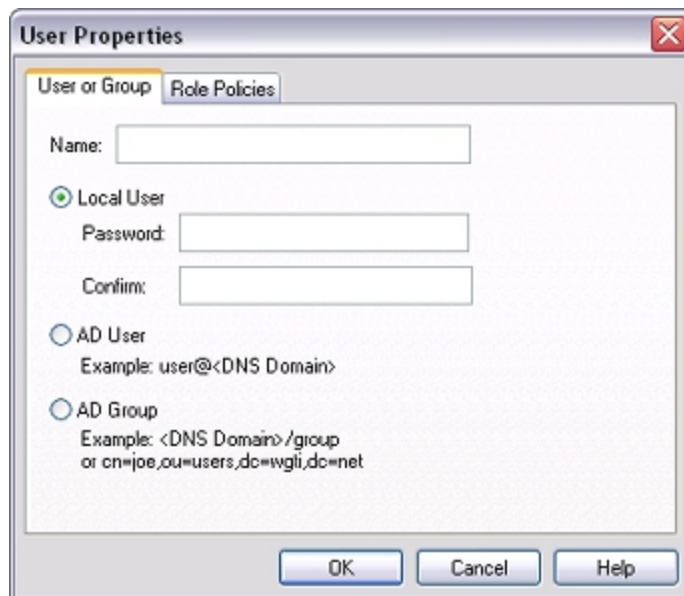 User Properties
User or Group Role Policies
Name:
Local User
Password:
Confirm:
AD User
Example: user@<DNS Domain>
AD Group
Example: <DNS Domain>/group
or cn=joe,ou=users,dc=wgti,dc=net
OK Cancel Help